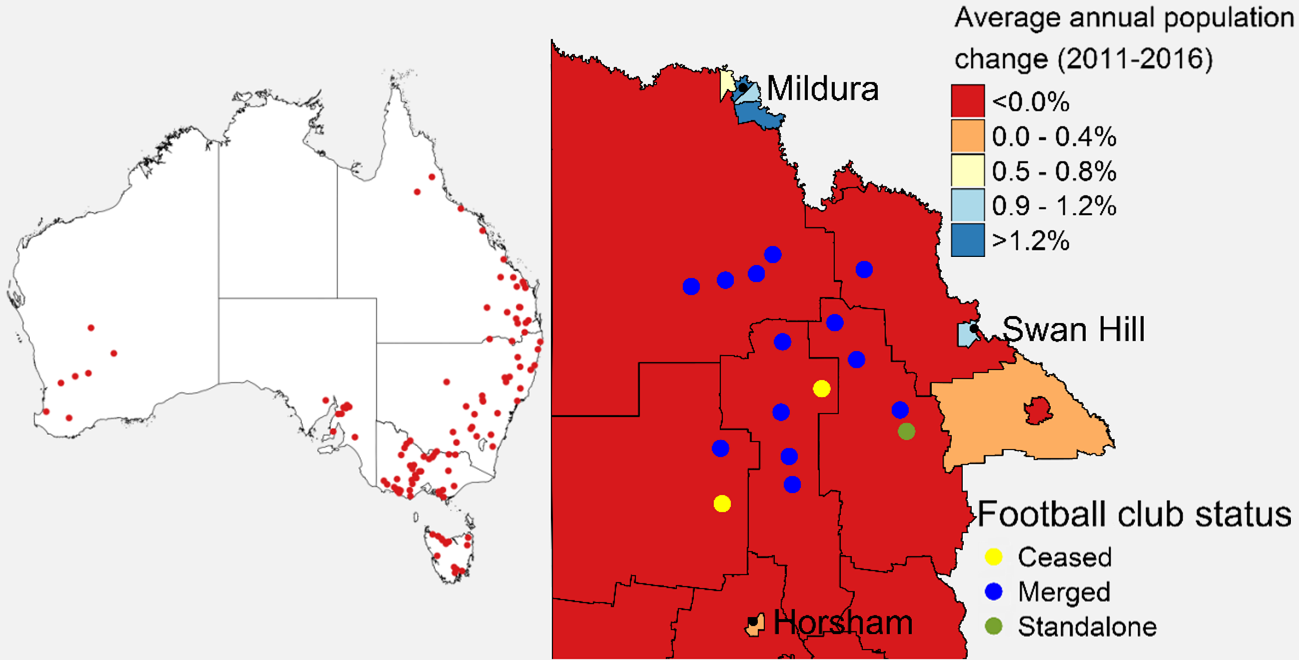 Average annual population
change (2011-2016)
<0.0%
0.0 - 0.4%
0.5 - 0.8%
0.9 - 1.2%
>1.2%
Mildura
Swan Hill
Horsham
Football club status
Ceased
Merged
Standalone